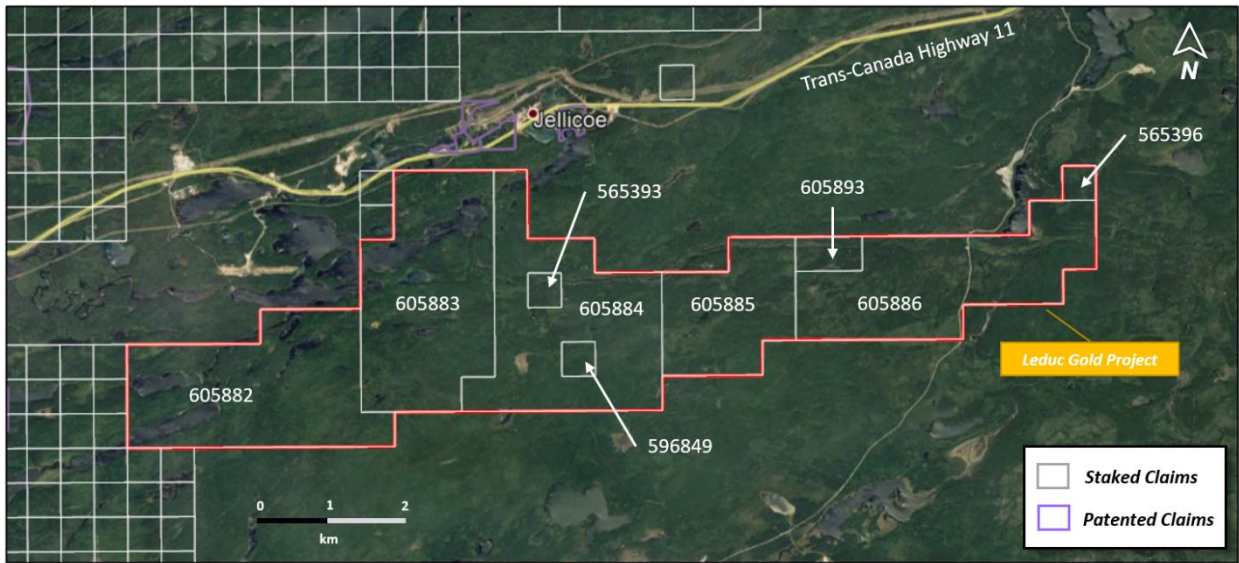 Trans-Canada Highway 11
N
Jellicoe
565396
565393
605893
605883
605884
605885
605886
Leduc Gold Project
605882
596849
0 1 2
km
Staked Claims
Patented Claims